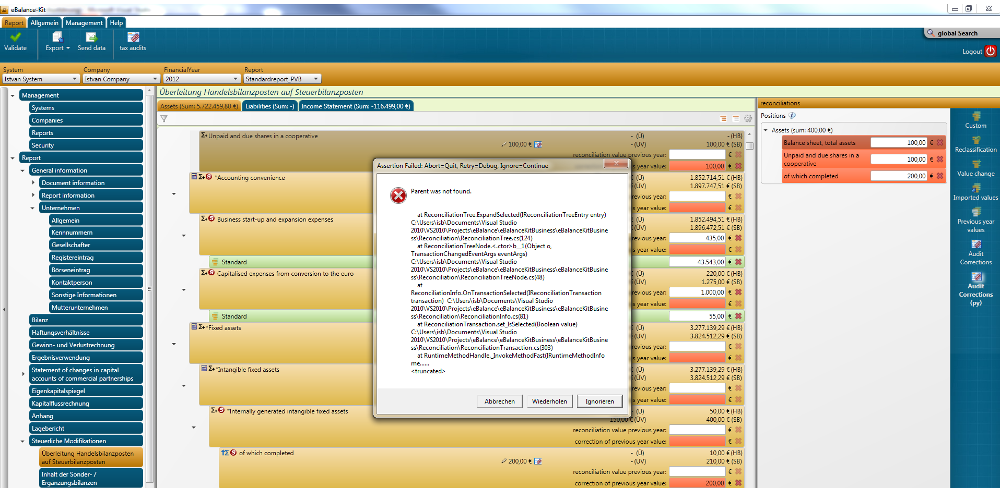 eBalance-Kit
Report
Allgemein
Management
Help
Validate
Export
Send data
tax audits
global Search
Logout
System
Company
FinancialYear
Report
Istvan System
Istvan Company
2012
Standardreport_PVB
Management
Systems
Companies
Reports
Security
Report
General information
Document information
Report information
Unternehmen
Allgemein
Kennnummern
Gesellschafter
Registereintrag
Börseneintrag
Kontaktperson
Sonstige Informationen
Mutterunternehmen
Bilanz
Haftungsverhältnisse
Gewinn- und Verlustrechnung
Ergebnisverwendung
Statement of changes in capital
accounts of commercial partnerships
Eigenkapitalspiegel
Kapitalflussrechnung
Anhang
Lagebericht
Steuerliche Modifikationen
Überleitung Handelsbilanzposten
auf Steuerbilanzposten
Inhalt der Sonder- /
Ergänzungsbilanzen
Überleitung Handelsbilanzposten auf Steuerbilanzposten
Assets (Sum: 5.722.459,80 €)
Liabilities (Sum: -)
Income Statement (Sum: -116.499,00 €)
Σ+ Unpaid and due shares in a cooperative
- (Ü) - (HB)
100,00 € - (ÜV) 100,00 € (SB)
reconciliation value previous year: €
s year value: 100,00 €
Σ+ S *Accounting convenience
(Ü) 1.852.714,51 € (HB)
€ (ÜV) 1.897.747,51 € (SB)
revious year: €
s year value: €
Σ+ S Business start-up and expansion expenses
(Ü) 1.852.494,51 € (HB)
€ (ÜV) 1.896.472,51 € (SB)
revious year: 435,00 €
s year value: €
Standard 43.543,00 €
Σ+ S Capitalised expenses from conversion to the euro
(Ü) 220,00 € (HB)
€ (ÜV) 1.275,00 € (SB)
revious year: 1.000,00 €
s year value: €
Standard 55,00 €
Σ+ *Fixed assets
(Ü) 3.277.139,29 € (HB)
€ (ÜV) 3.824.512,29 € (SB)
revious year: €
s year value: €
Σ+ *Intangible fixed assets
(Ü) 3.277.139,29 € (HB)
€ (ÜV) 3.824.512,29 € (SB)
revious year: €
s year value: €
Σ+ S *Internally generated intangible fixed assets
(Ü) 50,00 € (HB)
150,00 € (ÜV) 400,00 € (SB)
reconciliation value previous year: €
correction of previous year value: €
Σ S of which completed
- (Ü) 10,00 € (HB)
200,00 € - (ÜV) 210,00 € (SB)
reconciliation value previous year: €
correction of previous year value: 200,00 €
Assertion Failed: Abort=Quit, Retry=Debug, Ignore=Continue
Parent was not found.
at ReconciliationTree.ExpandSelected(IReconciliationTreeEntry entry)
C:\Users\isb\Documents\Visual Studio
2010\VS2010\Projects\eBalance\eBalanceKitBusiness\eBalanceKitBusine
ss\Reconciliation\ReconciliationTree.cs(124)
at ReconciliationTreeNode.<.ctor>b__1(Object o,
TransactionChangedEventArgs eventArgs)
C:\Users\isb\Documents\Visual Studio
2010\VS2010\Projects\eBalance\eBalanceKitBusiness\eBalanceKitBusine
ss\Reconciliation\ReconciliationTreeNode.cs(48)
at
ReconciliationInfo.OnTransactionSelected(IReconciliationTransaction
transaction) C:\Users\isb\Documents\Visual Studio
2010\VS2010\Projects\eBalance\eBalanceKitBusiness\eBalanceKitBusine
ss\Reconciliation\ReconciliationInfo.cs(81)
at ReconciliationTransaction.set_IsSelected(Boolean value)
C:\Users\isb\Documents\Visual Studio
2010\VS2010\Projects\eBalance\eBalanceKitBusiness\eBalanceKitBusine
ss\Reconciliation\ReconciliationTransaction.cs(303)
at RuntimeMethodHandle._InvokeMethodFast(IRuntimeMethodInfo
me......
<truncated>
Abbrechen
Wiederholen
Ignorieren
reconciliations
Positions
Assets (sum: 400,00 €)
Balance sheet, total assets 100,00 €
Unpaid and due shares in a
cooperative 100,00 €
of which completed 200,00 €
Custom
Reclassification
Value change
Imported values
Previous year
values
Audit
Corrections
Audit
Corrections
(py)